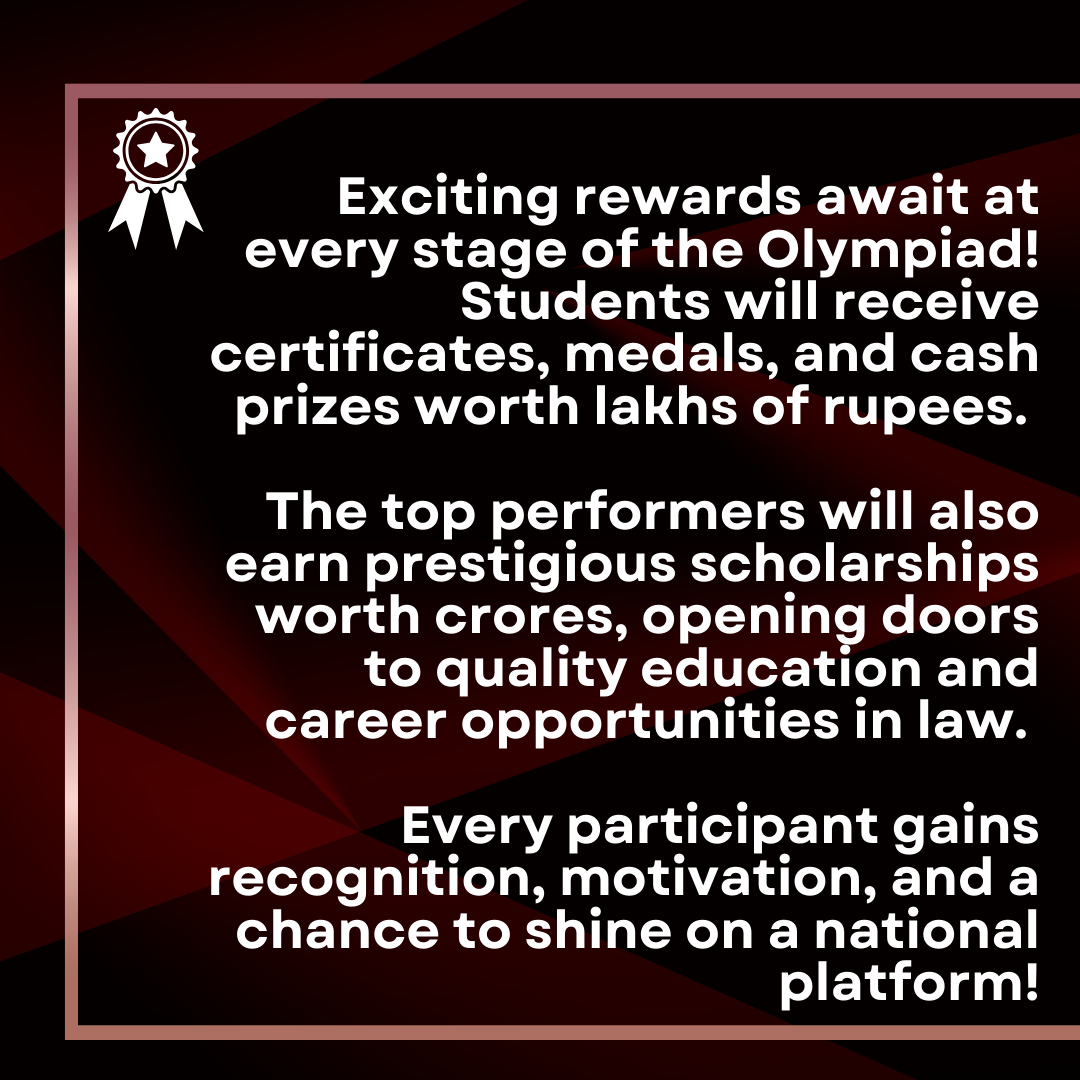 Exciting rewards await at
every stage of the Olympiad!
Students will receive
certificates, medals, and cash
prizes worth lakhs of rupees.
The top performers will also
earn prestigious scholarships
worth crores, opening doors
to quality education and
career opportunities in law.
Every participant gains
recognition, motivation, and a
chance to shine on a national
platform!